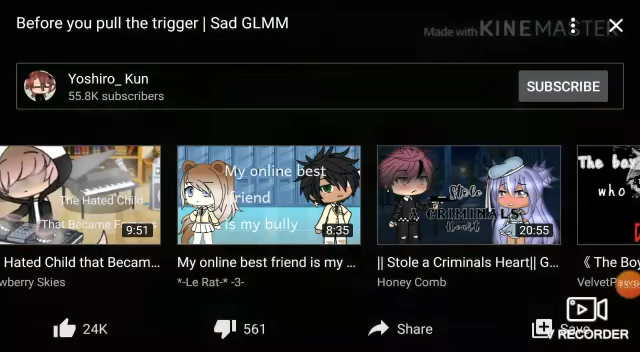 Before you pull the trigger | Sad GLMM
Made with KINEMASTER
Yoshiro_ Kun
55.8K subscribers
SUBSCRIBE
The Hated Child
That Became
9:51
My online best
friend
is my bully
8:35
Stole
A CRIMINALS
Heart
20:55
The boy
who
Hated Child that Becam...
wberry Skies
My online best friend is my ...
*-Le Rat-* -3-
|| Stole a Criminals Heart|| G...
Honey Comb
《 The Boy
24K
561
Share
Save
V RECORDER